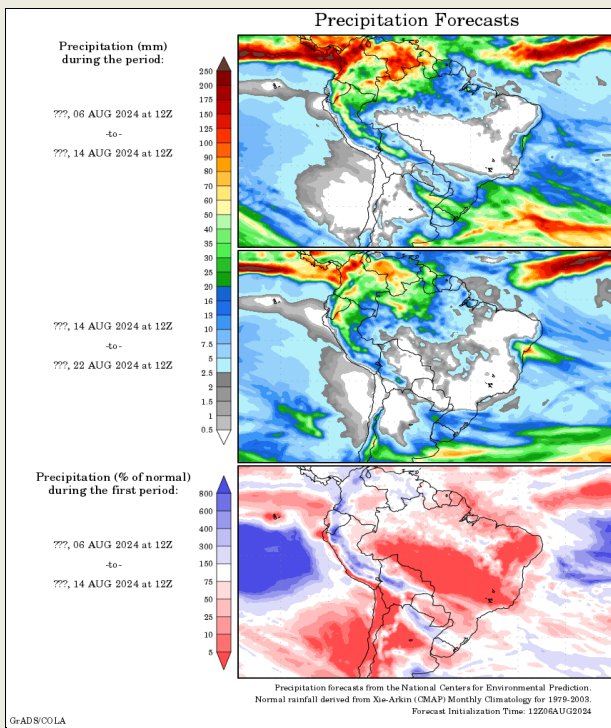 Precipitation Forecasts
Precipitation (mm)
during the period:
???, 06 AUG 2024 at 12Z
-to-
???, 14 AUG 2024 at 12Z
250
200
175
150
125
100
90
80
70
60
50
40
35
30
25
20
16
13
10
7.5
5
2.5
2
1.5
1
0.5
???, 14 AUG 2024 at 12Z
-to-
???, 22 AUG 2024 at 12Z
Precipitation (% of normal)
during the first period:
???, 06 AUG 2024 at 12Z
-to-
???, 14 AUG 2024 at 12Z
800
600
400
300
150
75
50
25
10
5
Precipitation forecasts from the National Centers for Environmental Prediction.
Normal rainfall derived from Xie-Arkin (CMAP) Monthly Climatology for 1979-2003.
Forecast Initialization Time: 12Z06AUG2024
GrADS/COLA